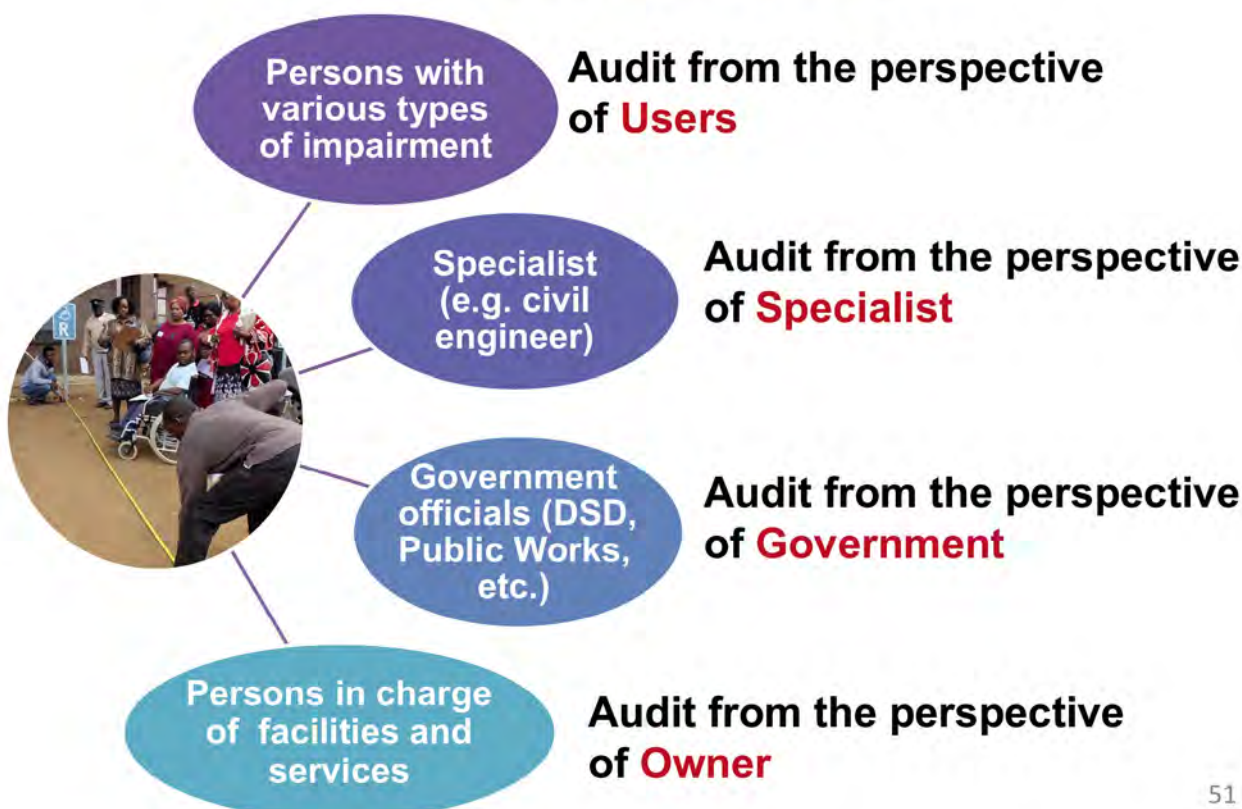 Persons with
various types
of impairment
Audit from the perspective
of Users
Specialist
(e.g. civil
engineer)
Audit from the perspective
of Specialist
R
Government
officials (DSD,
Public Works,
etc.)
Audit from the perspective
of Government
Persons in charge
of facilities and
services
Audit from the perspective
of Owner
51